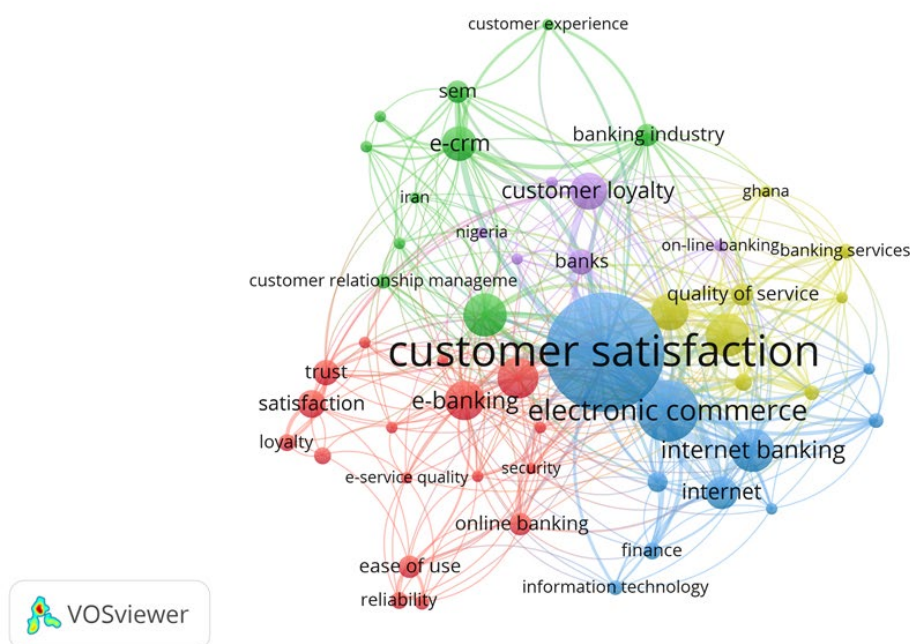 customer experience
sem
e-crm
banking industry
iran
customer loyalty
ghana
nigeria
on-line banking
banking services
banks
customer relationship manageme
quality of service
customer satisfaction
trust
e-banking
satisfaction
electronic commerce
loyalty
internet banking
e-service quality
security
internet
online banking
finance
ease of use
information technology
reliability
VOSviewer